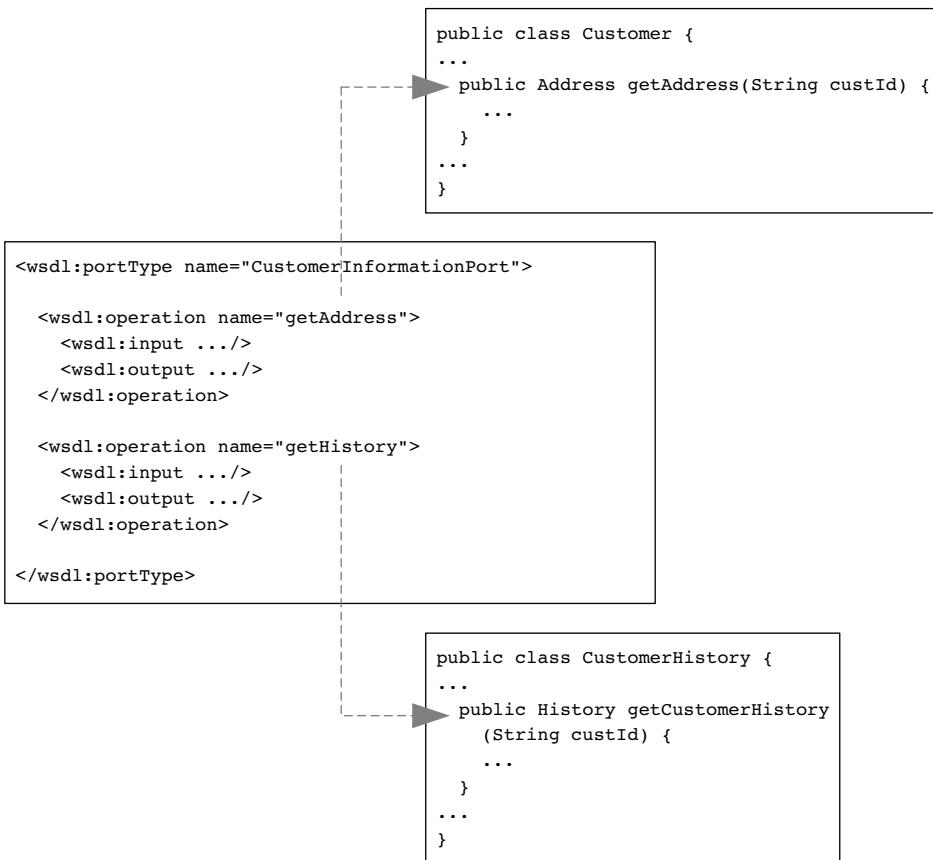 public class Customer {
...
  public Address getAddress(String custId) {
    ...
  }
...
}
<wsdl:portType name="CustomerInformationPort">
  <wsdl:operation name="getAddress">
    <wsdl:input .../>
    <wsdl:output .../>
  </wsdl:operation>
  <wsdl:operation name="getHistory">
    <wsdl:input .../>
    <wsdl:output .../>
  </wsdl:operation>
</wsdl:portType>
public class CustomerHistory {
...
  public History getCustomerHistory
    (String custId) {
    ...
  }
...
}